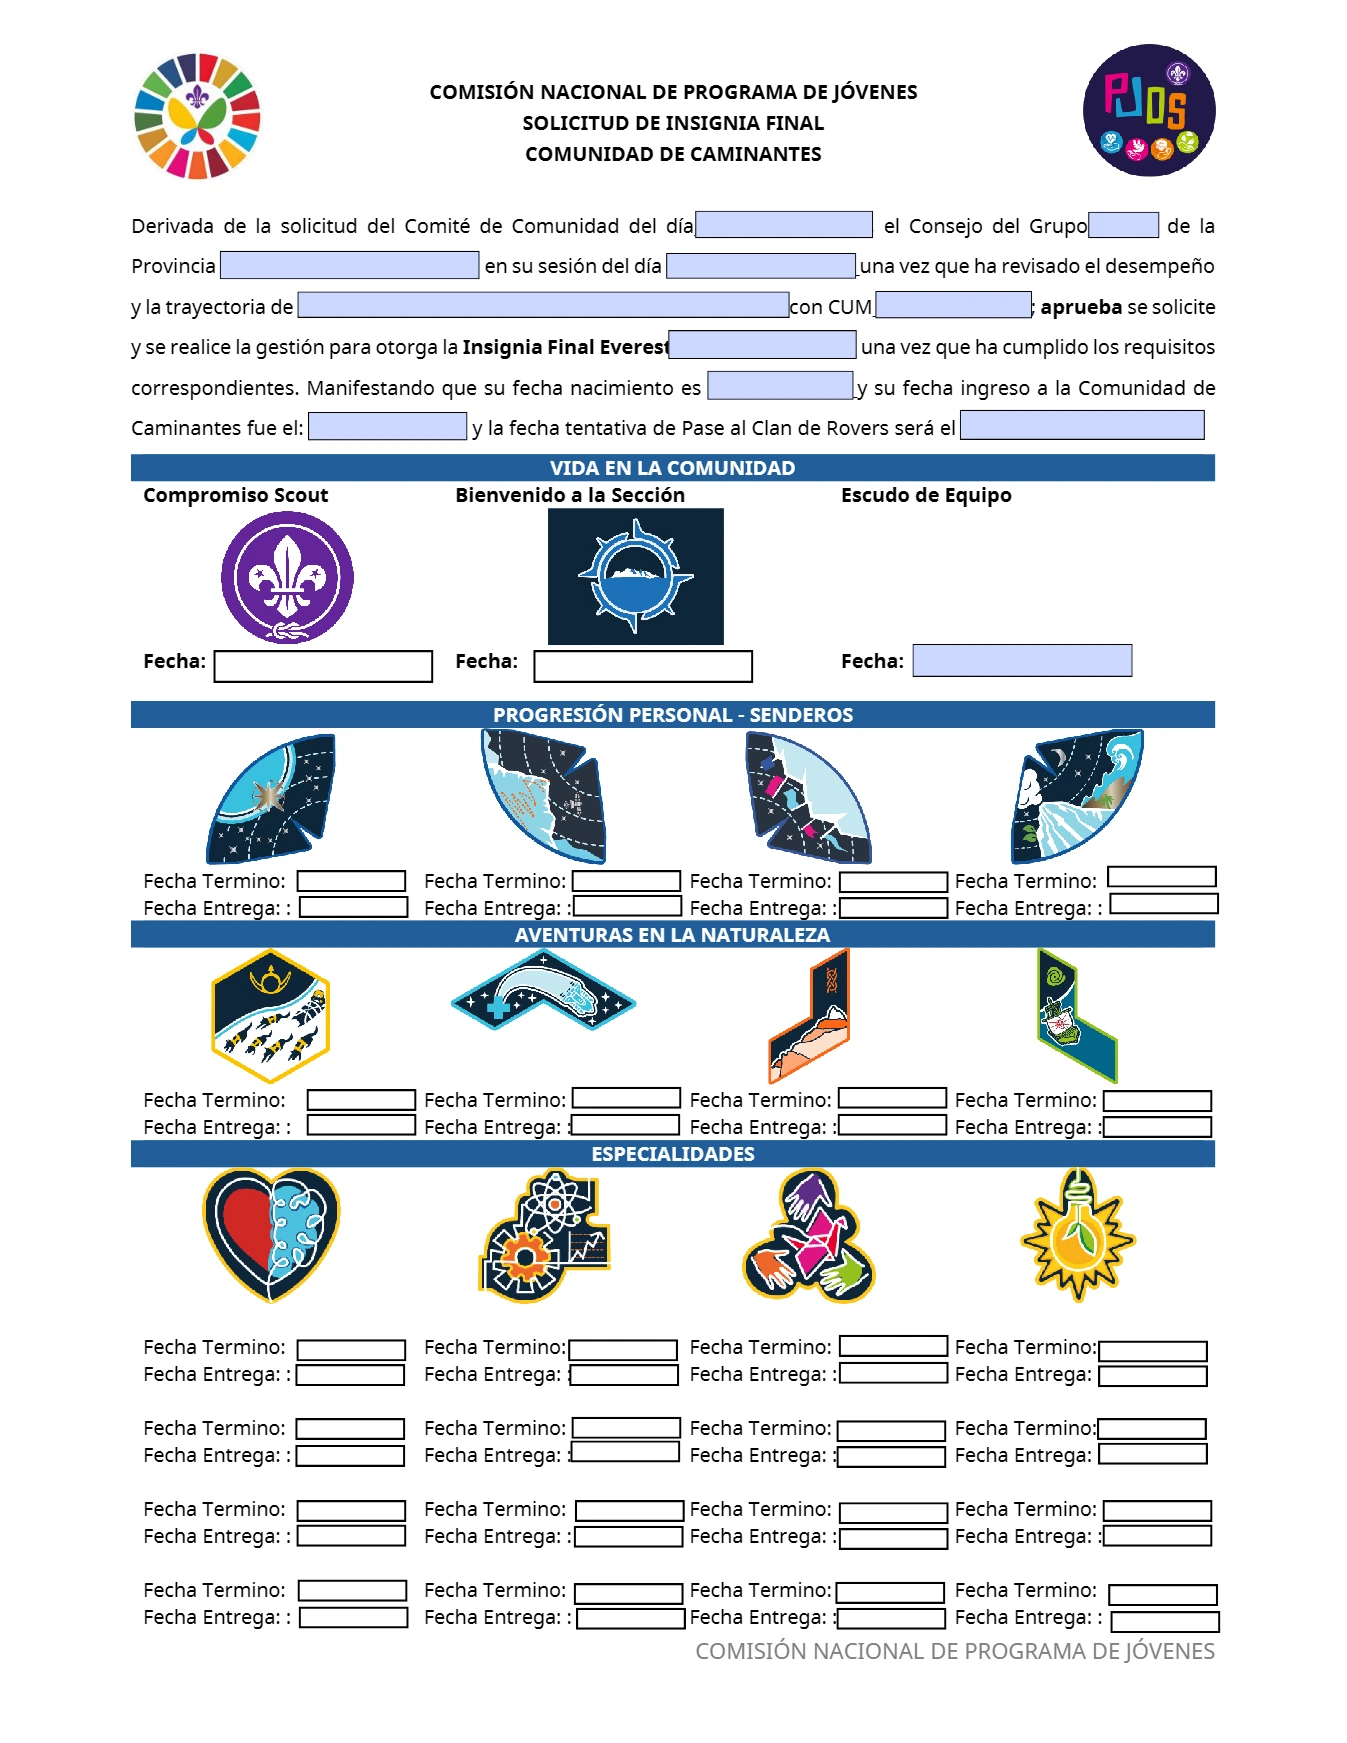 COMISIÓN NACIONAL DE PROGRAMA DE JÓVENES
SOLICITUD DE INSIGNIA FINAL
COMUNIDAD DE CAMINANTES
PJOS
Derivada de la solicitud del Comité de Comunidad del día el Consejo del Grupo de la
Provincia en su sesión del día una vez que ha revisado el desempeño
y la trayectoria de con CUM ; aprueba se solicite
y se realice la gestión para otorga la Insignia Final Everest una vez que ha cumplido los requisitos
correspondientes. Manifestando que su fecha nacimiento es y su fecha ingreso a la Comunidad de
Caminantes fue el: y la fecha tentativa de Pase al Clan de Rovers será el
VIDA EN LA COMUNIDAD
Compromiso Scout Bienvenido a la Sección Escudo de Equipo
Fecha: Fecha: Fecha:
PROGRESIÓN PERSONAL - SENDEROS
Fecha Termino: Fecha Termino: Fecha Termino: Fecha Termino:
Fecha Entrega: : Fecha Entrega: : Fecha Entrega: : Fecha Entrega: :
AVENTURAS EN LA NATURALEZA
Fecha Termino: Fecha Termino: Fecha Termino: Fecha Termino:
Fecha Entrega: : Fecha Entrega: : Fecha Entrega: : Fecha Entrega: :
ESPECIALIDADES
Fecha Termino: Fecha Termino: Fecha Termino: Fecha Termino:
Fecha Entrega: : Fecha Entrega: : Fecha Entrega: : Fecha Entrega:
Fecha Termino: Fecha Termino: Fecha Termino: Fecha Termino:
Fecha Entrega: : Fecha Entrega: : Fecha Entrega: : Fecha Entrega:
Fecha Termino: Fecha Termino: Fecha Termino: Fecha Termino:
Fecha Entrega: : Fecha Entrega: : Fecha Entrega: : Fecha Entrega: :
Fecha Termino: Fecha Termino: Fecha Termino: Fecha Termino:
Fecha Entrega: : Fecha Entrega: : Fecha Entrega: : Fecha Entrega: :
COMISIÓN NACIONAL DE PROGRAMA DE JÓVENES